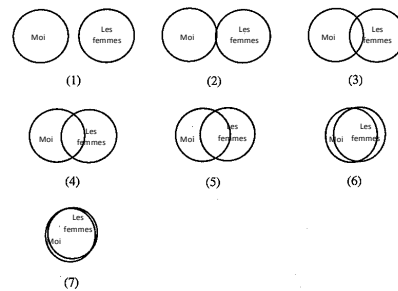 Moi
Les
femmes
Moi
Les
femmes
Moi
Les
femmes
(1)
(2)
(3)
Moi
Les
femmes
Moi
Les
femmes
Moi
Les
femmes
(4)
(5)
(6)
Les
femmes
Moi
(7)